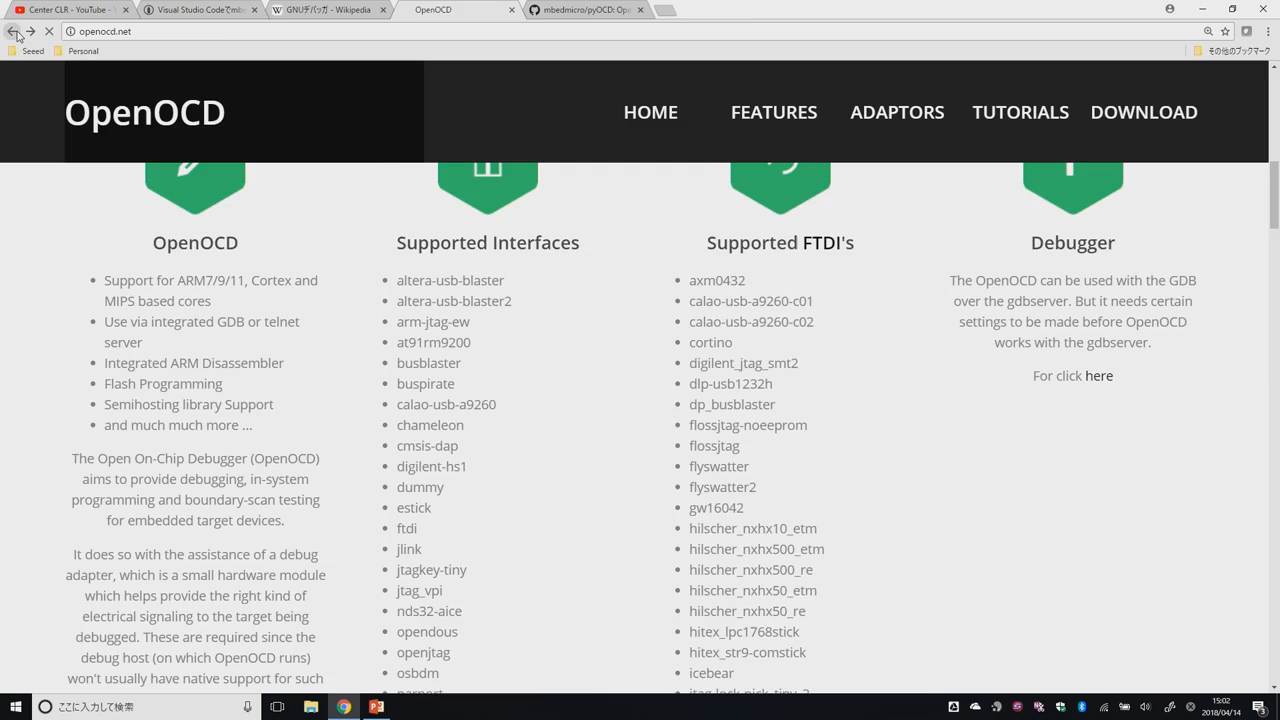 Center CLR - YouTube -
Visual Studio Codeでmb
GNUデバッガ - Wikipedia
OpenOCD
mbedmicro/pyOCD: Ope
openocd.net
Seeed
Personal
その他のブックマーク
OpenOCD
HOME
FEATURES
ADAPTORS
TUTORIALS
DOWNLOAD
OpenOCD
Support for ARM7/9/11, Cortex and
MIPS based cores
Use via integrated GDB or telnet
server
Integrated ARM Disassembler
Flash Programming
Semihosting library Support
and much much more ...
The Open On-Chip Debugger (OpenOCD)
aims to provide debugging, in-system
programming and boundary-scan testing
for embedded target devices.
It does so with the assistance of a debug
adapter, which is a small hardware module
which helps provide the right kind of
electrical signaling to the target being
debugged. These are required since the
debug host (on which OpenOCD runs)
won't usually have native support for such
Supported Interfaces
altera-usb-blaster
altera-usb-blaster2
arm-jtag-ew
at91rm9200
busblaster
buspirate
calao-usb-a9260
chameleon
cmsis-dap
digilent-hs1
dummy
estick
ftdi
jlink
jtagkey-tiny
jtag_vpi
nds32-aice
opendous
openjtag
osbdm
parport
Supported FTDI's
axm0432
calao-usb-a9260-c01
calao-usb-a9260-c02
cortino
digilent_jtag_smt2
dlp-usb1232h
dp_busblaster
flossjtag-noeeprom
flossjtag
flyswatter
flyswatter2
gw16042
hilscher_nxhx10_etm
hilscher_nxhx500_etm
hilscher_nxhx500_re
hilscher_nxhx50_etm
hilscher_nxhx50_re
hitex_lpc1768stick
hitex_str9-comstick
icebear
jtag-lock-pick_tiny_2
Debugger
The OpenOCD can be used with the GDB
over the gdbserver. But it needs certain
settings to be made before OpenOCD
works with the gdbserver.
For click here
ここに入力して検索
15:02
2018/04/14